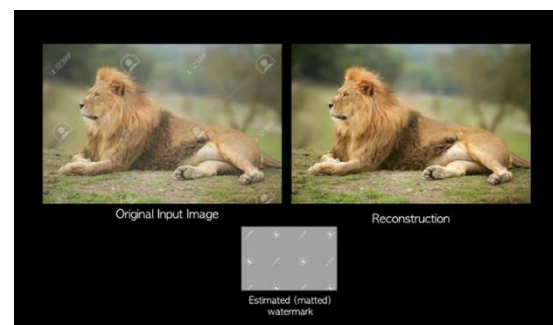 Original Input Image
Reconstruction
Estimated (matted)
watermark